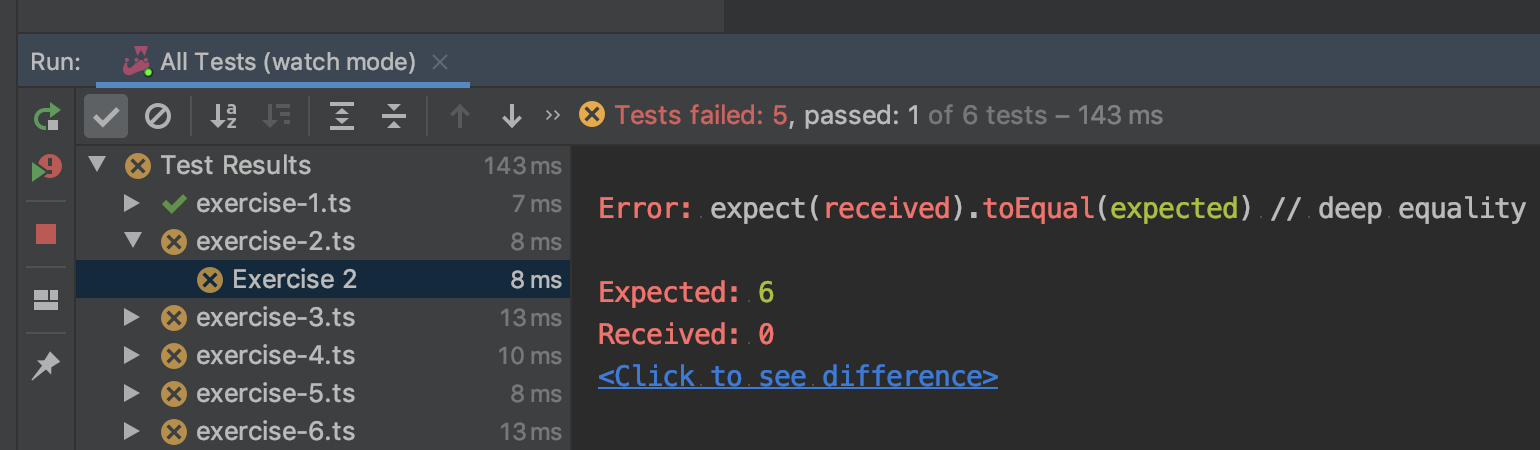 Run: All Tests (watch mode)
Tests failed: 5, passed: 1 of 6 tests – 143 ms
Test Results 143 ms
exercise-1.ts 7 ms
exercise-2.ts 8 ms
Exercise 2 8 ms
exercise-3.ts 13 ms
exercise-4.ts 10 ms
exercise-5.ts 8 ms
exercise-6.ts 13 ms
Error: expect(received).toEqual(expected) // deep equality
Expected: 6
Received: 0
<Click to see difference>